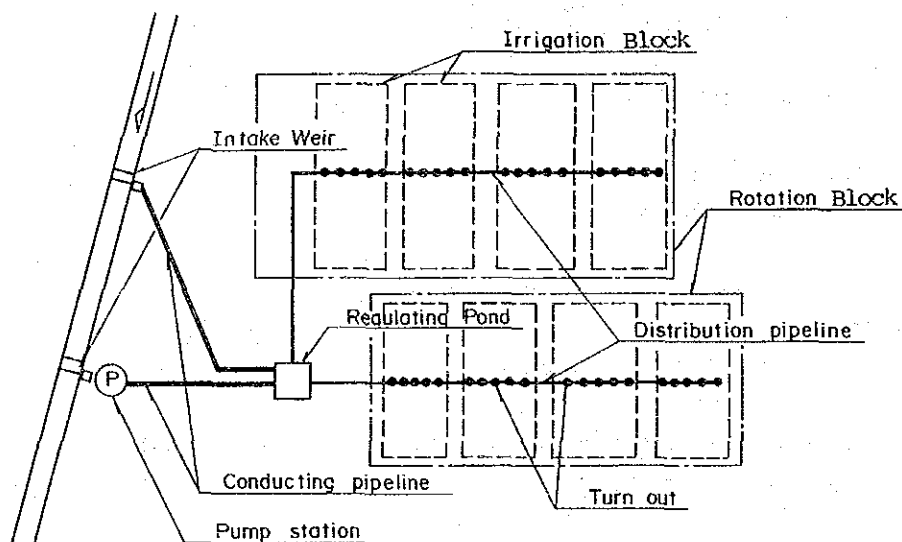 Irrigation Block
Intake Weir
Rotation Block
Regulating Pond
Distribution pipeline
P
Conducting pipeline
Turn out
Pump station